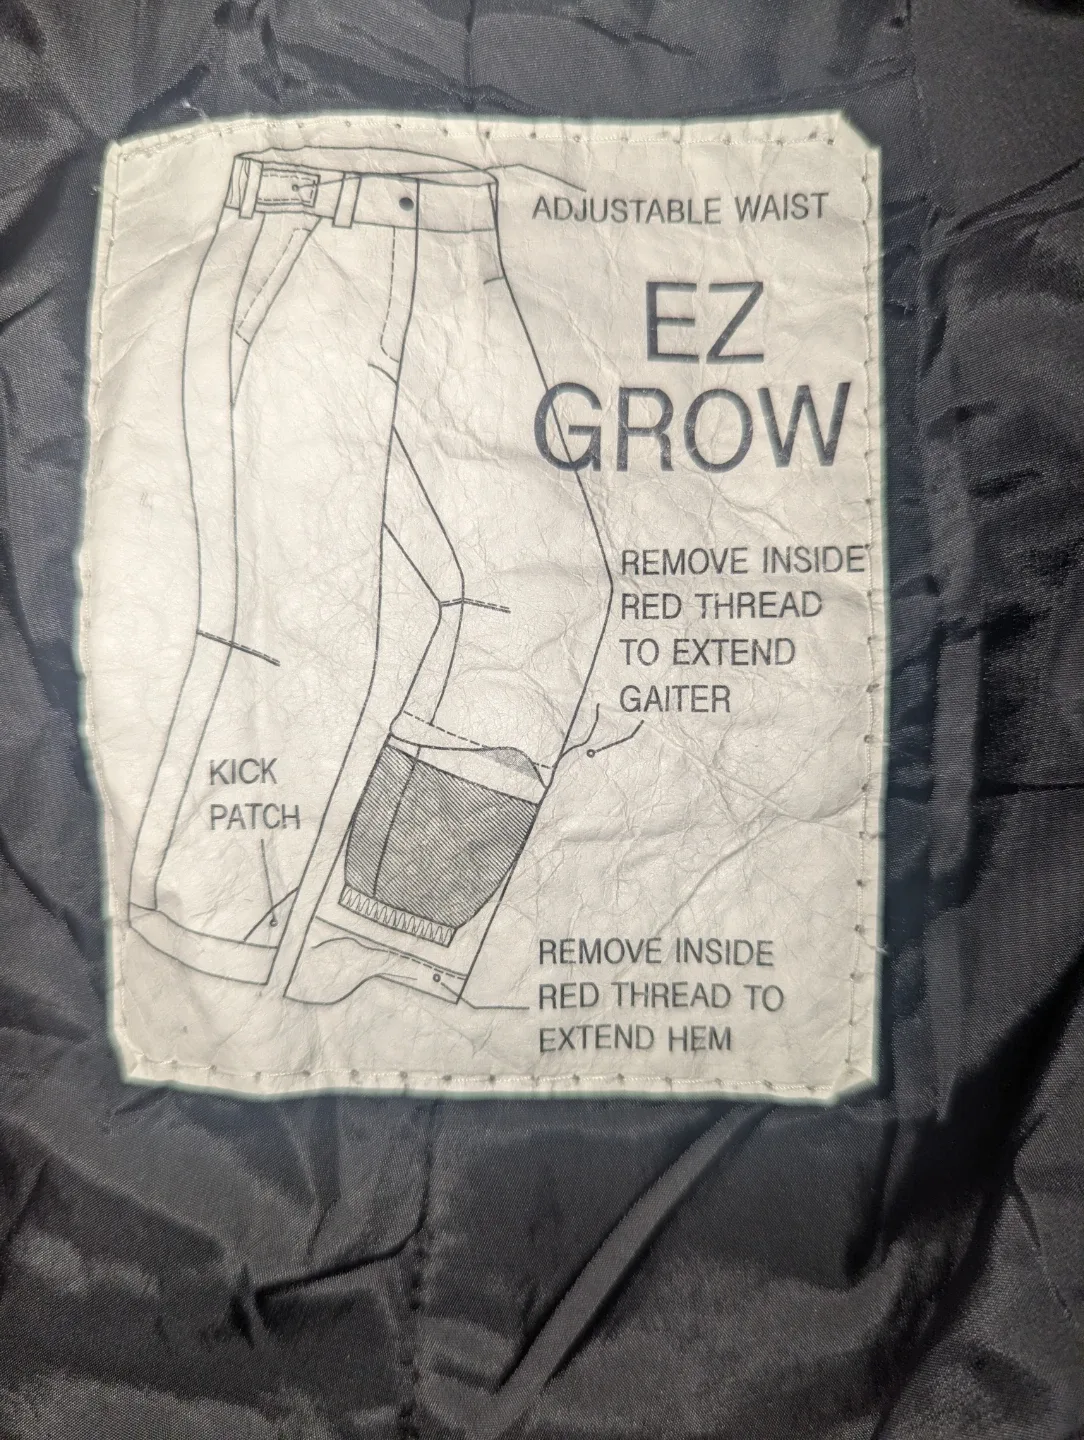 ADJUSTABLE WAIST
EZ
GROW
REMOVE INSIDE
RED THREAD
TO EXTEND
GAITER
KICK
PATCH
REMOVE INSIDE
RED THREAD TO
EXTEND HEM